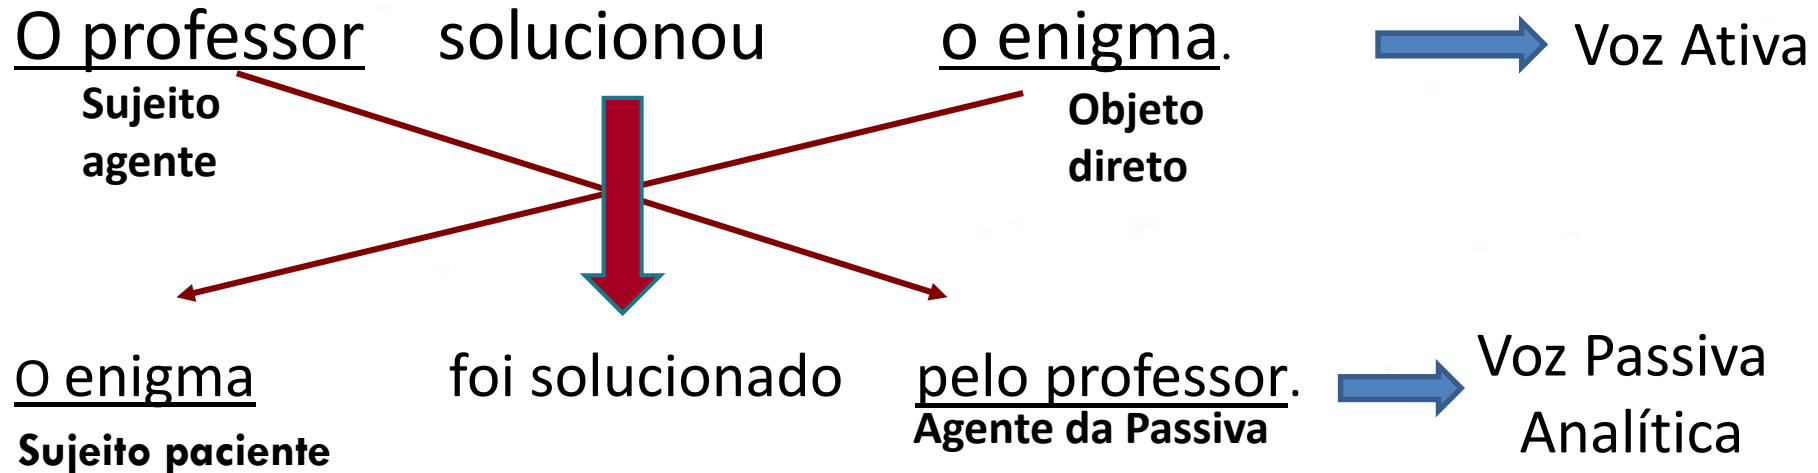 O professor solucionou o enigma. Voz Ativa
Sujeito agente
Objeto direto
O enigma foi solucionado pelo professor. Voz Passiva Analítica
Sujeito paciente
Agente da Passiva